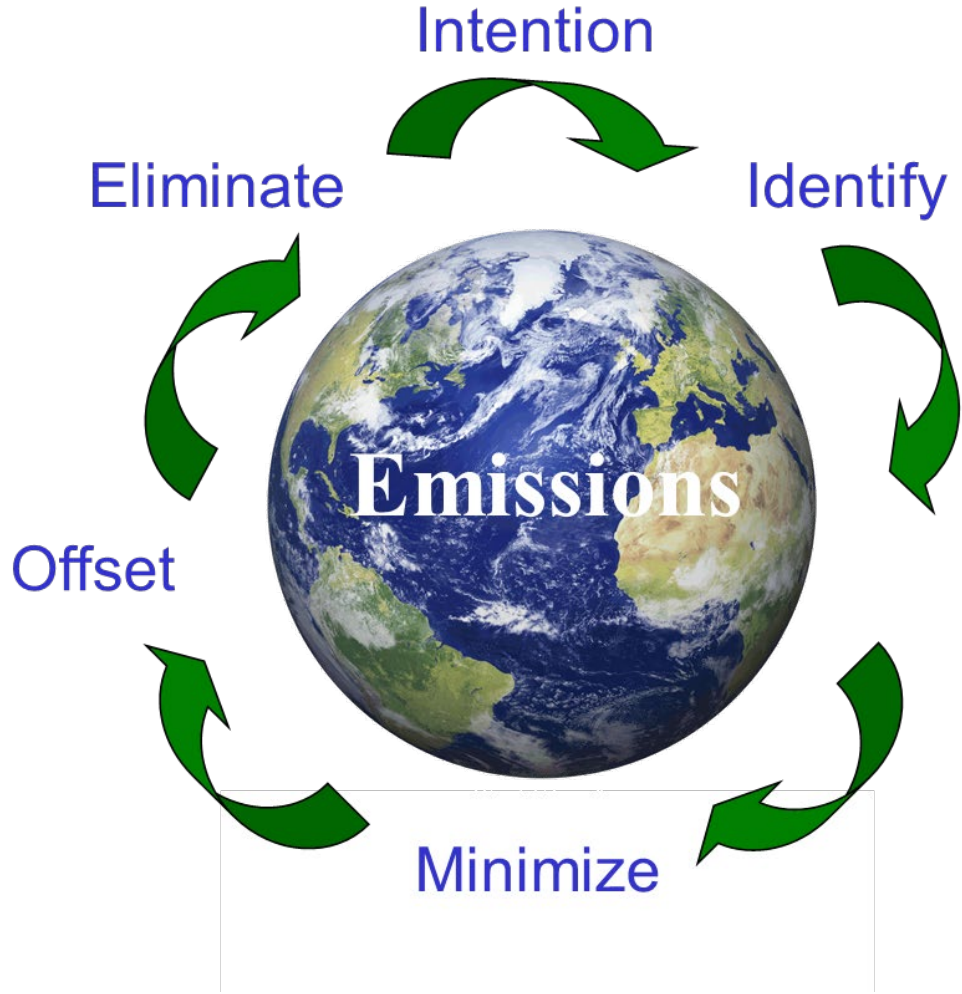 Intention
Eliminate
Identify
Emissions
Offset
Minimize